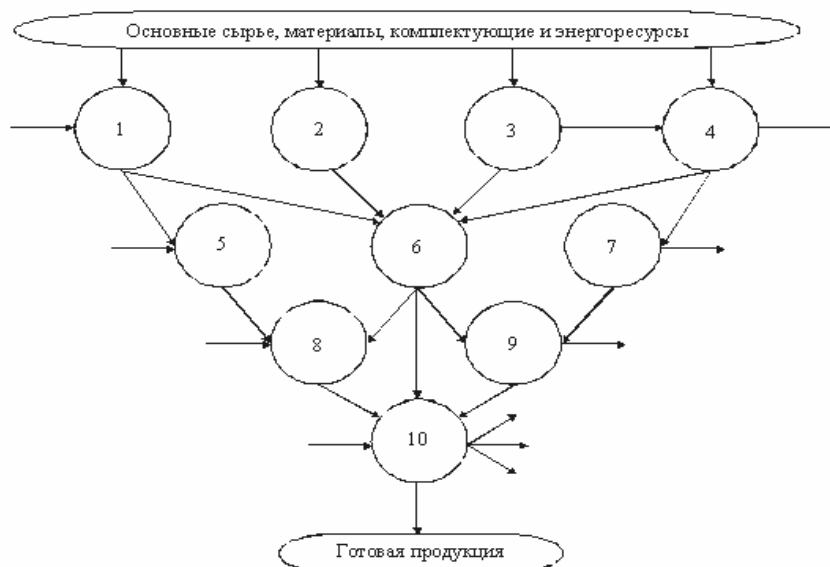 Основные сырье, материалы, комплектующие и энергоресурсы
1 2 3 4
5 6 7
8 9
10
Готовая продукция